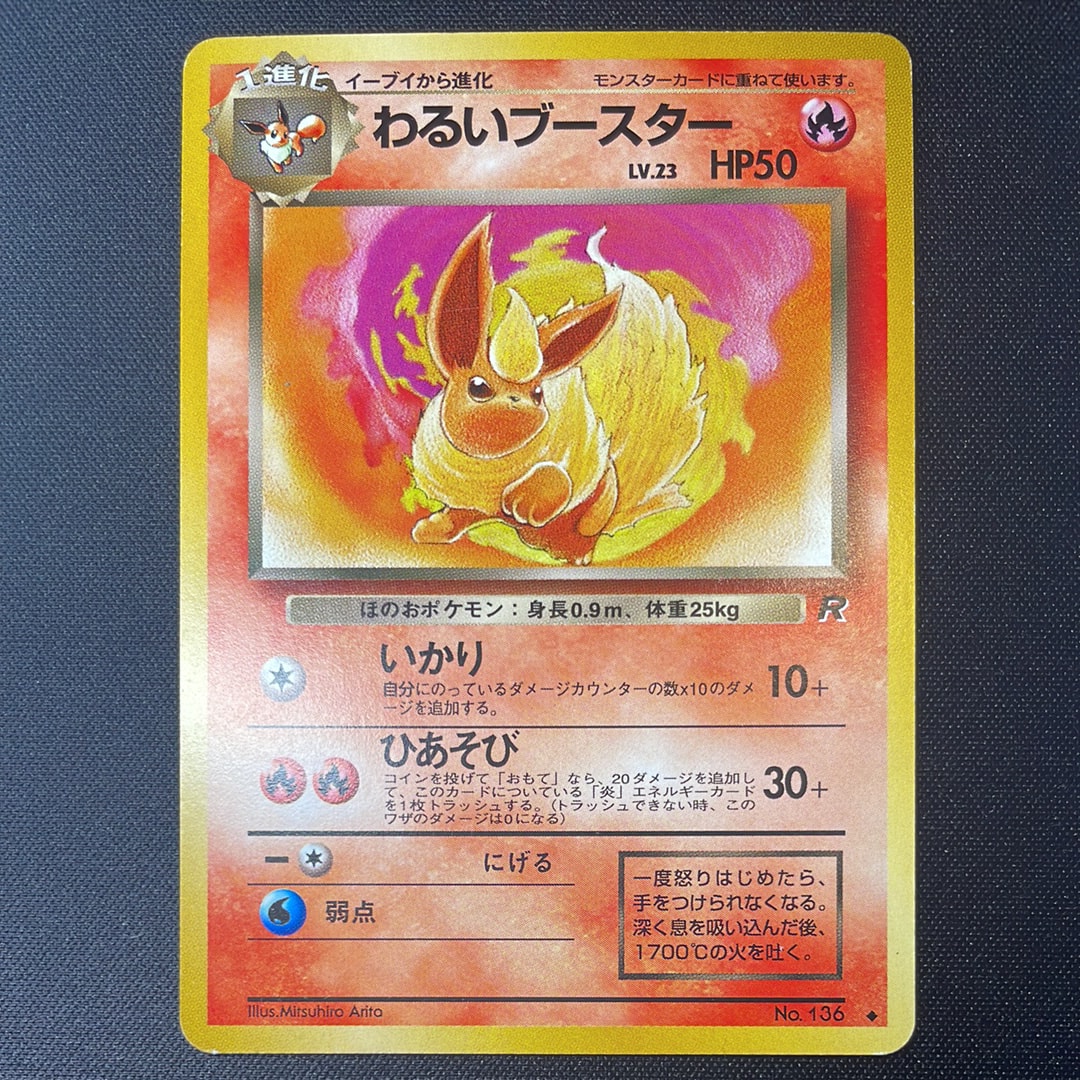 1進化
イーブイから進化
モンスターカードに重ねて使います。
わるいブースター
LV.23 HP50
ほのおポケモン：身長0.9m、体重25kg
R
いかり
自分にのっているダメージカウンターの数x10のダメ
ージを追加する。
10+
ひあそび
コインを投げて「おもて」なら、20ダメージを追加し
て、このカードについている「炎」エネルギーカード
を1枚トラッシュする。（トラッシュできない時、この
ワザのダメージは0になる）
30+
にげる
弱点
一度怒りはじめたら、
手をつけられなくなる。
深く息を吸い込んだ後、
1700℃の火を吐く。
Illus.Mitsuhiro Arita
No. 136